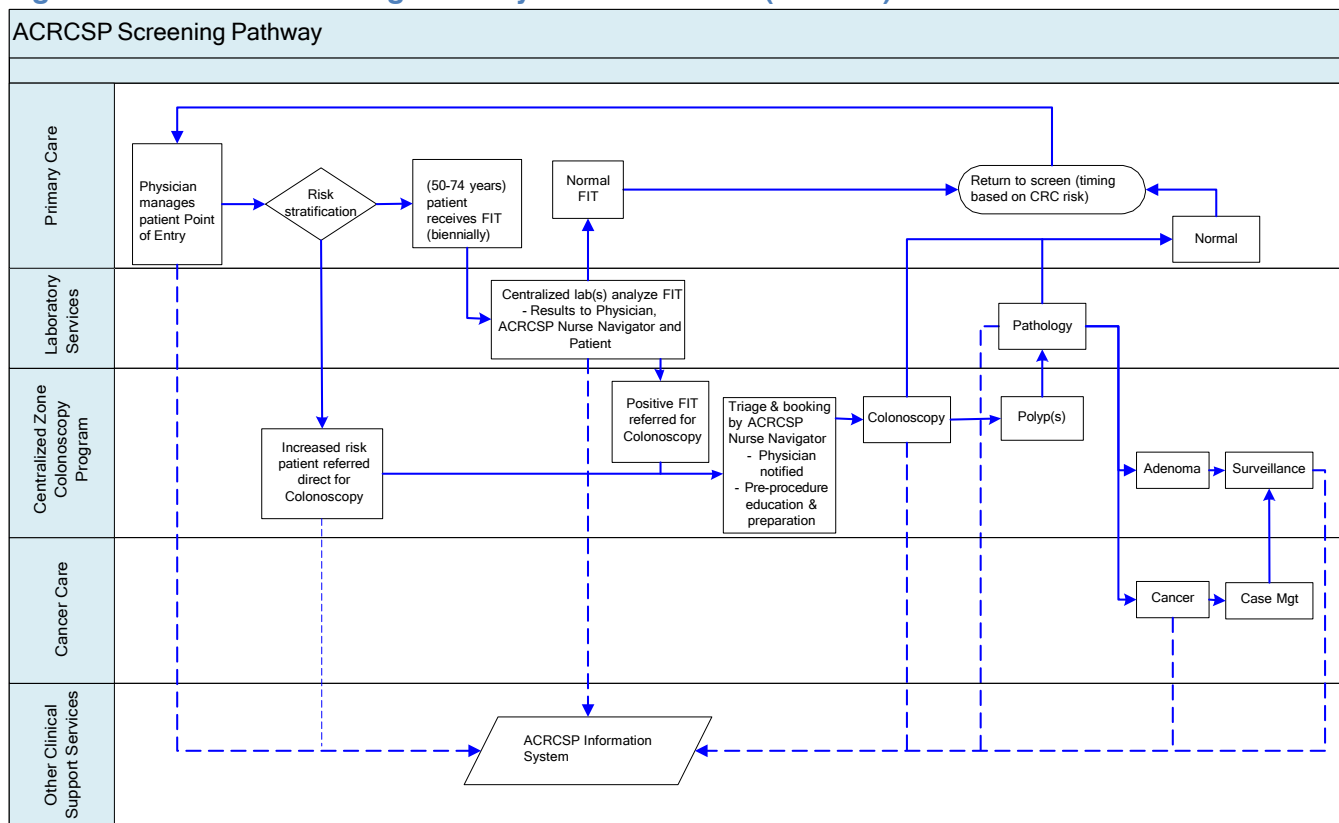 ACRCSP Screening Pathway
Primary Care
Physician
manages
patient Point
of Entry
Risk
stratification
(50-74 years)
patient
receives FIT
(biennially)
Normal
FIT
Return to screen (timing
based on CRC risk)
Normal
Laboratory
Services
Centralized lab(s) analyze FIT
- Results to Physician,
ACRCSP Nurse Navigator and
Patient
Pathology
Centralized Zone
Colonoscopy
Program
Increased risk
patient referred
direct for
Colonoscopy
Positive FIT
referred for
Colonoscopy
Triage & booking
by ACRCSP
Nurse Navigator
- Physician
notified
- Pre-procedure
education &
preparation
Colonoscopy
Polyp(s)
Adenoma
Surveillance
Cancer Care
Cancer
Case Mgt
Other Clinical
Support Services
ACRCSP Information
System